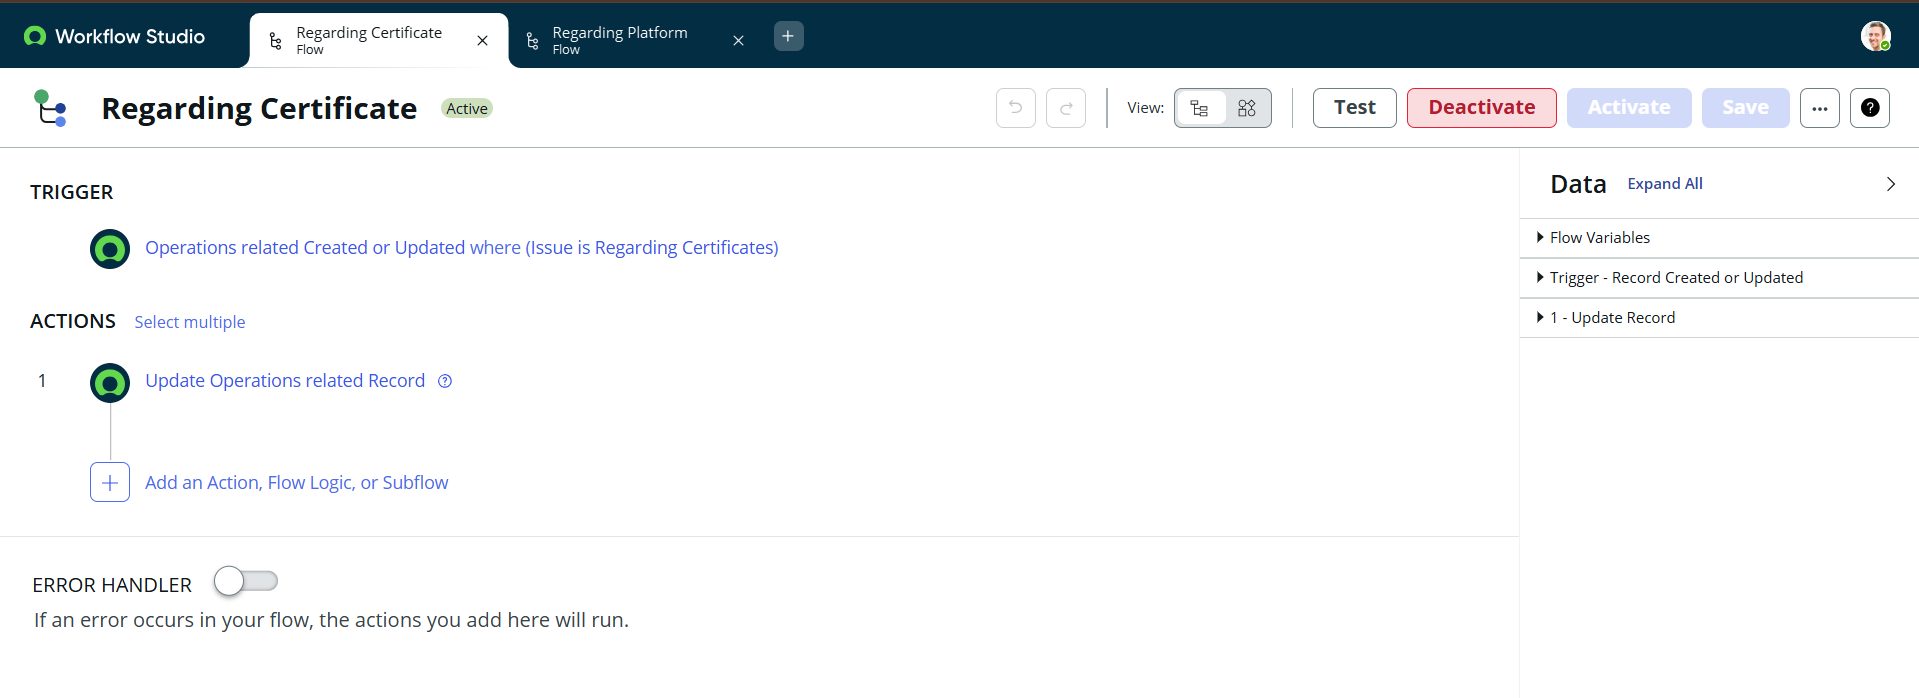 Workflow Studio
Regarding Certificate
Flow
Regarding Platform
Flow
Regarding Certificate
Active
View:
Test
Deactivate
Activate
Save
TRIGGER
Operations related Created or Updated where (Issue is Regarding Certificates)
ACTIONS
Select multiple
1
Update Operations related Record
Add an Action, Flow Logic, or Subflow
ERROR HANDLER
If an error occurs in your flow, the actions you add here will run.
Data
Expand All
Flow Variables
Trigger - Record Created or Updated
1 - Update Record